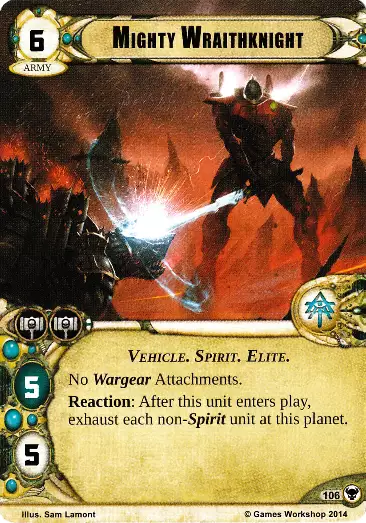 6
ARMY
MIGHTY WRAITHKNIGHT
VEHICLE. SPIRIT. ELITE.
5
No Wargear Attachments.
Reaction: After this unit enters play,
exhaust each non-Spirit unit at this planet.
5
106
Illus. Sam Lamont
© Games Workshop 2014